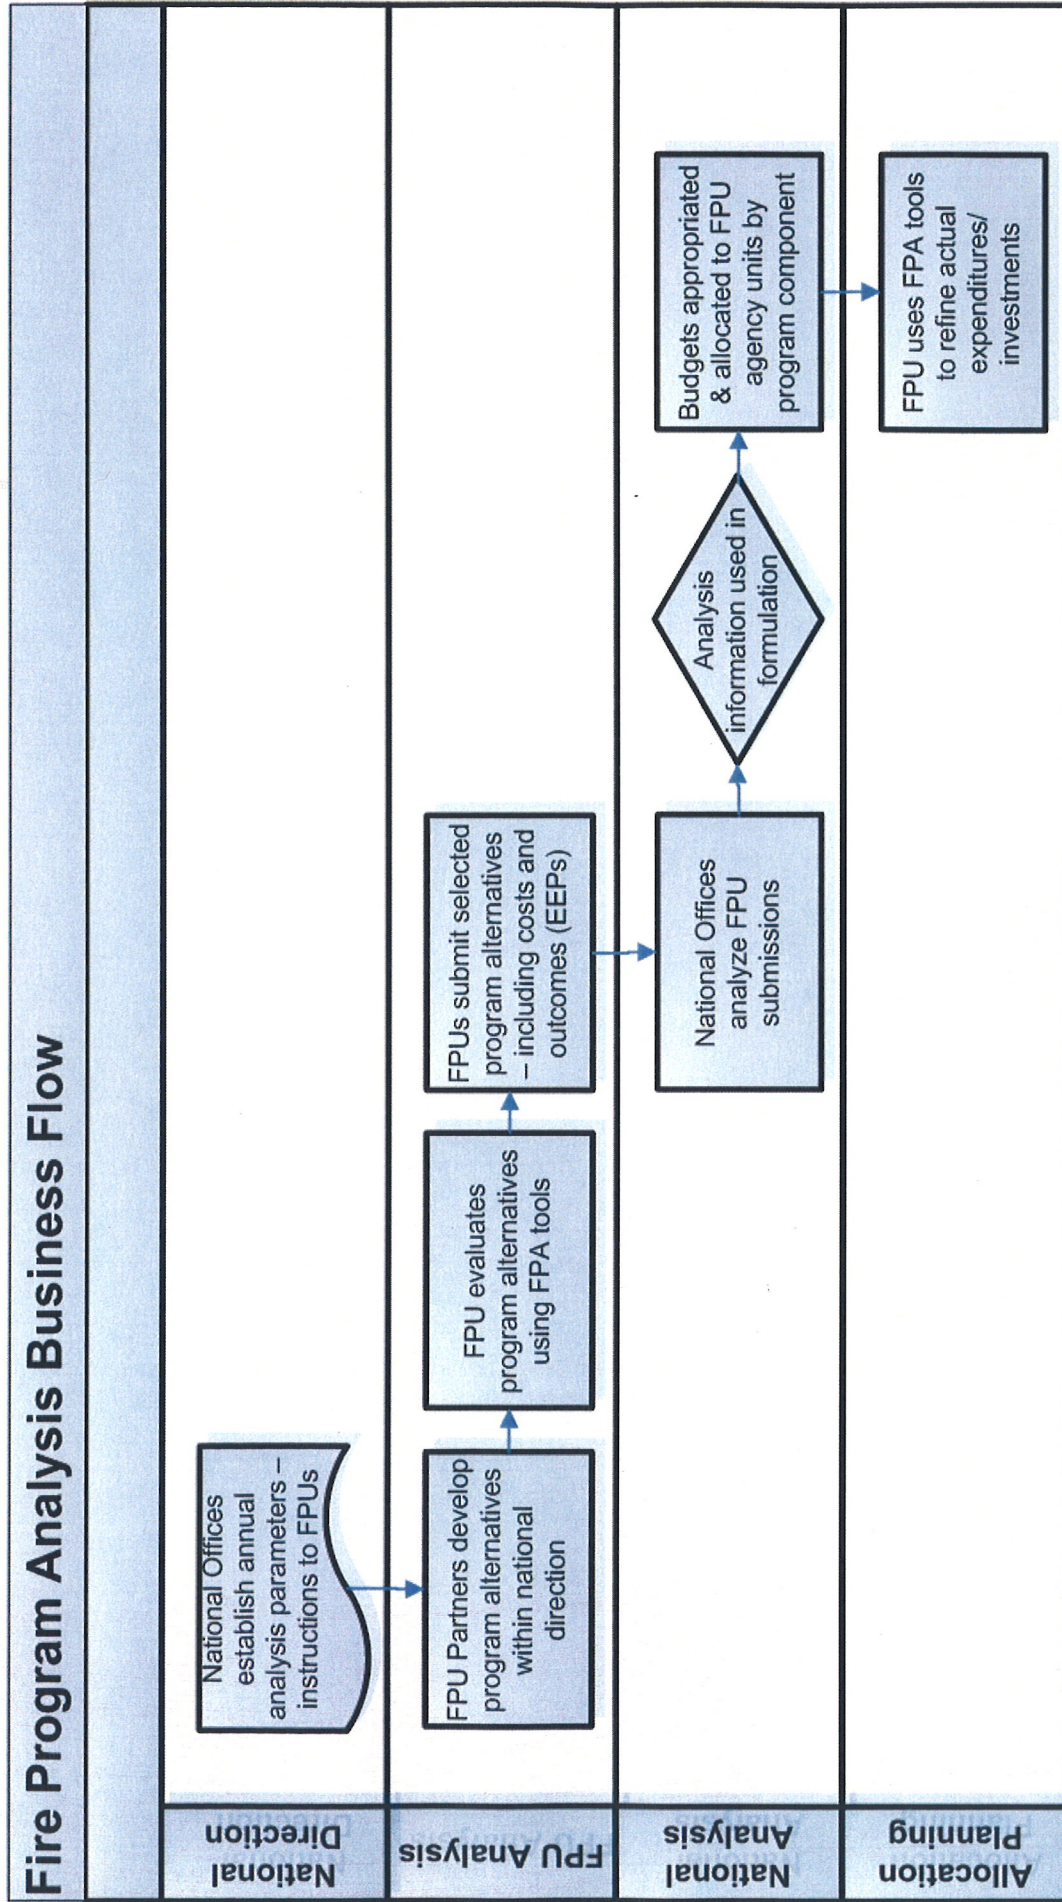 Fire Program Analysis Business Flow
National
Direction
National Offices
establish annual
analysis parameters –
instructions to FPUs
FPU Analysis
FPU Partners develop
program alternatives
within national
direction
FPU evaluates
program alternatives
using FPA tools
FPUs submit selected
program alternatives
– including costs and
outcomes (EEPs)
National
Analysis
National Offices
analyze FPU
submissions
Analysis
information used in
formulation
Budgets appropriated
& allocated to FPU
agency units by
program component
Allocation
Planning
FPU uses FPA tools
to refine actual
expenditures/
investments